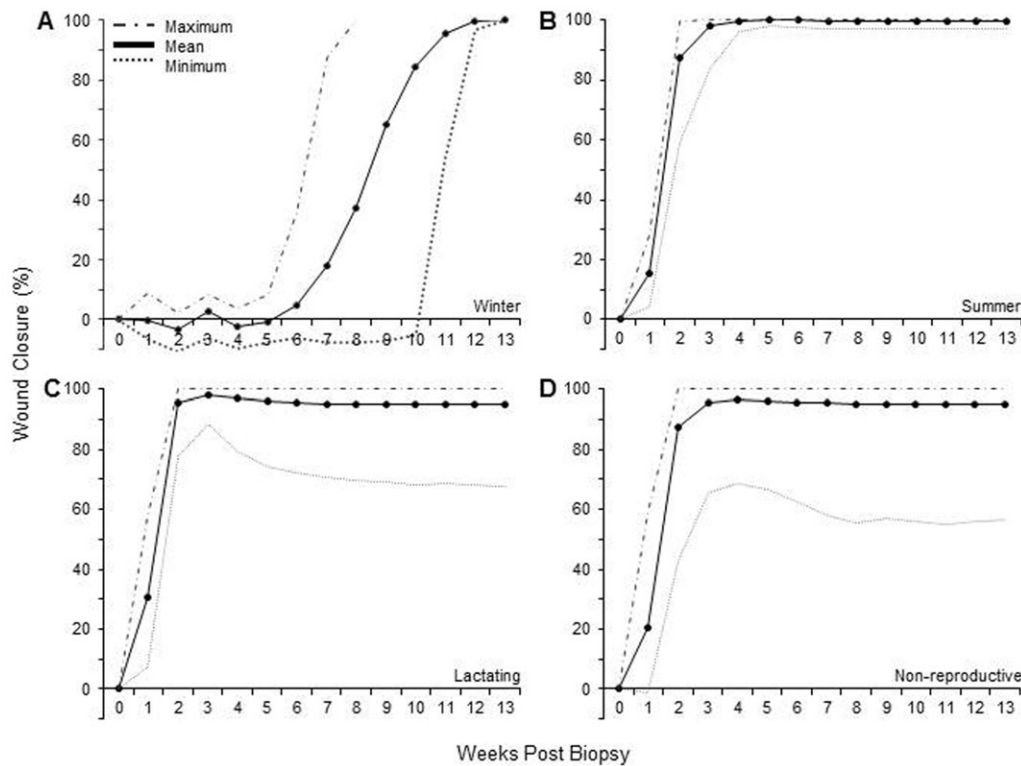 A
Maximum
Mean
Minimum
100
80
60
40
20
0
Winter
0 1 2 3 4 5 6 7 8 9 10 11 12 13
B
100
80
60
40
20
0
Summer
0 1 2 3 4 5 6 7 8 9 10 11 12 13
Wound Closure (%)
C
100
80
60
40
20
0
Lactating
0 1 2 3 4 5 6 7 8 9 10 11 12 13
D
100
80
60
40
20
0
Non-reproductive
0 1 2 3 4 5 6 7 8 9 10 11 12 13
Weeks Post Biopsy